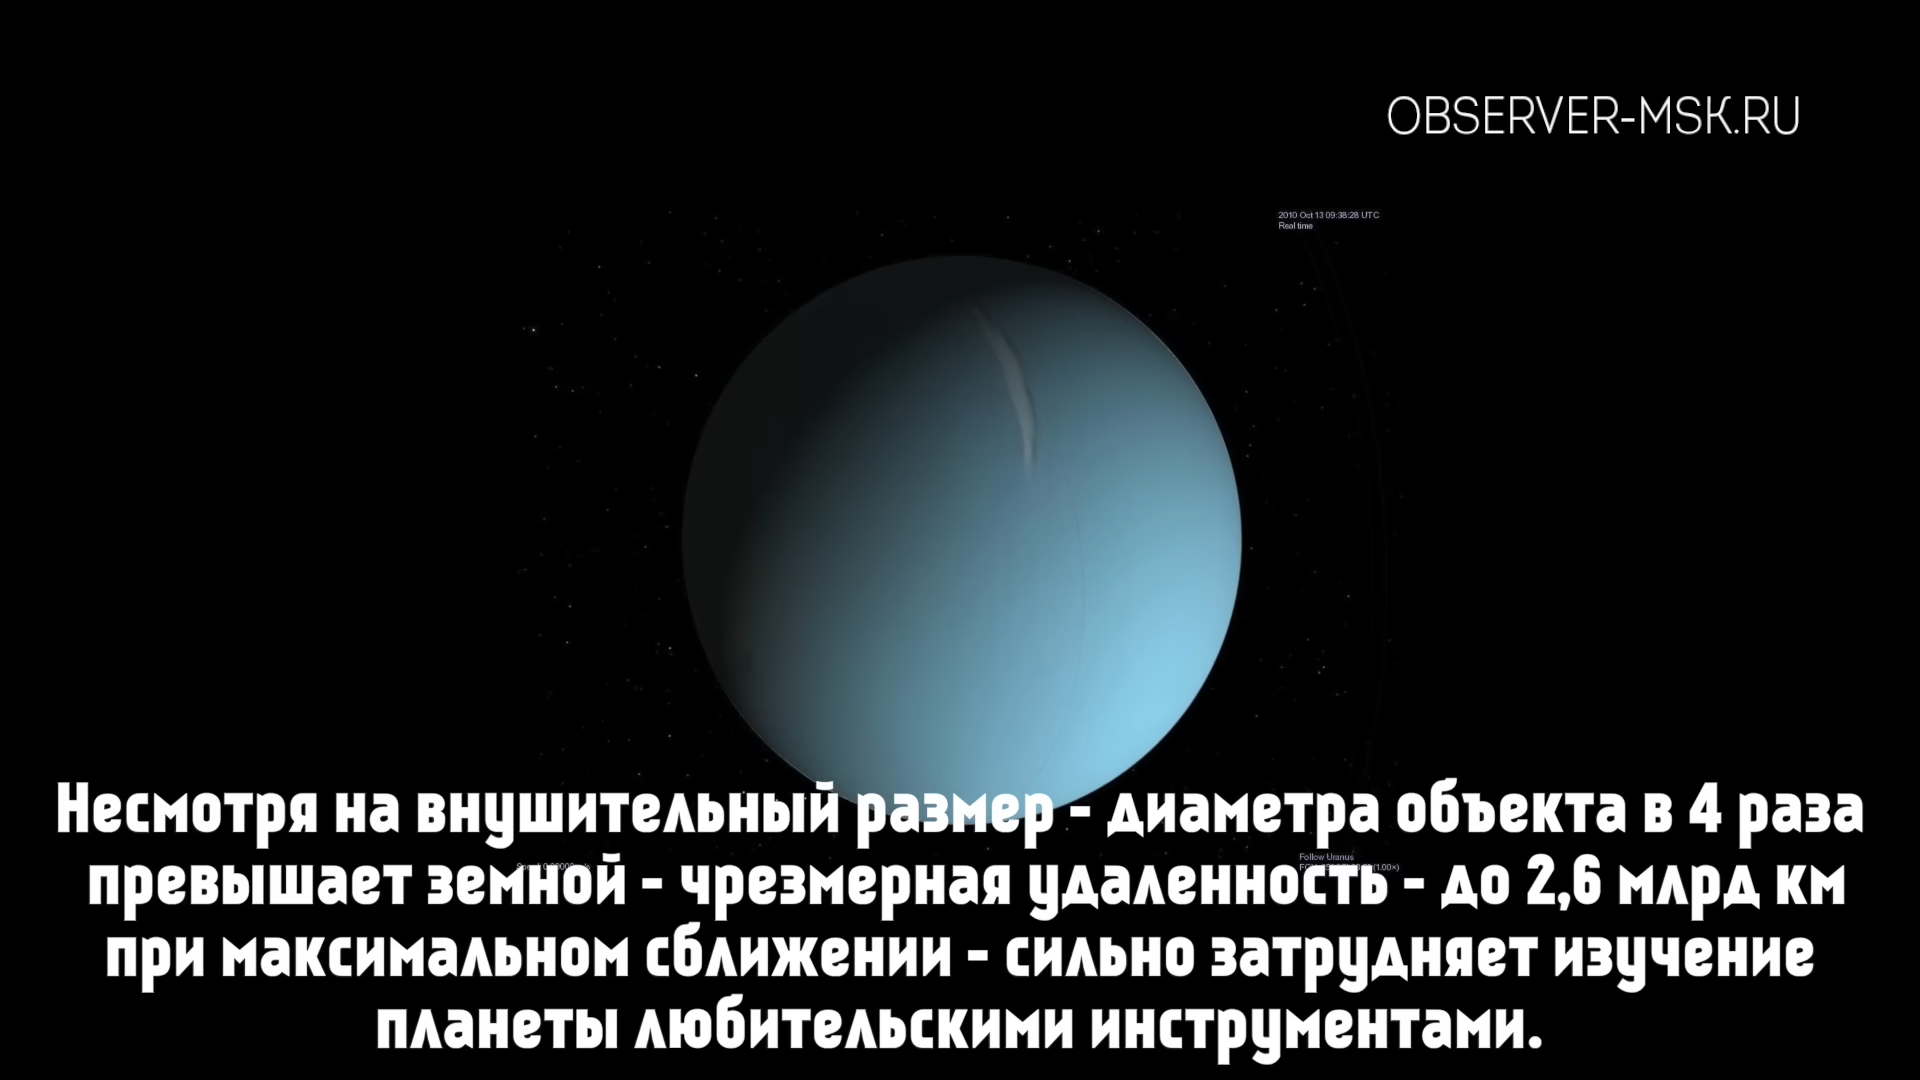 OBSERVER-MSK.RU
2010 Oct 13 09:38:28 UTC
Real time
Несмотря на внушительный размер - диаметра объекта в 4 раза
Follow Uranus
превышает земной - чрезмерная удаленность - до 2,6 млрд км
при максимальном сближении - сильно затрудняет изучение
планеты любительскими инструментами.